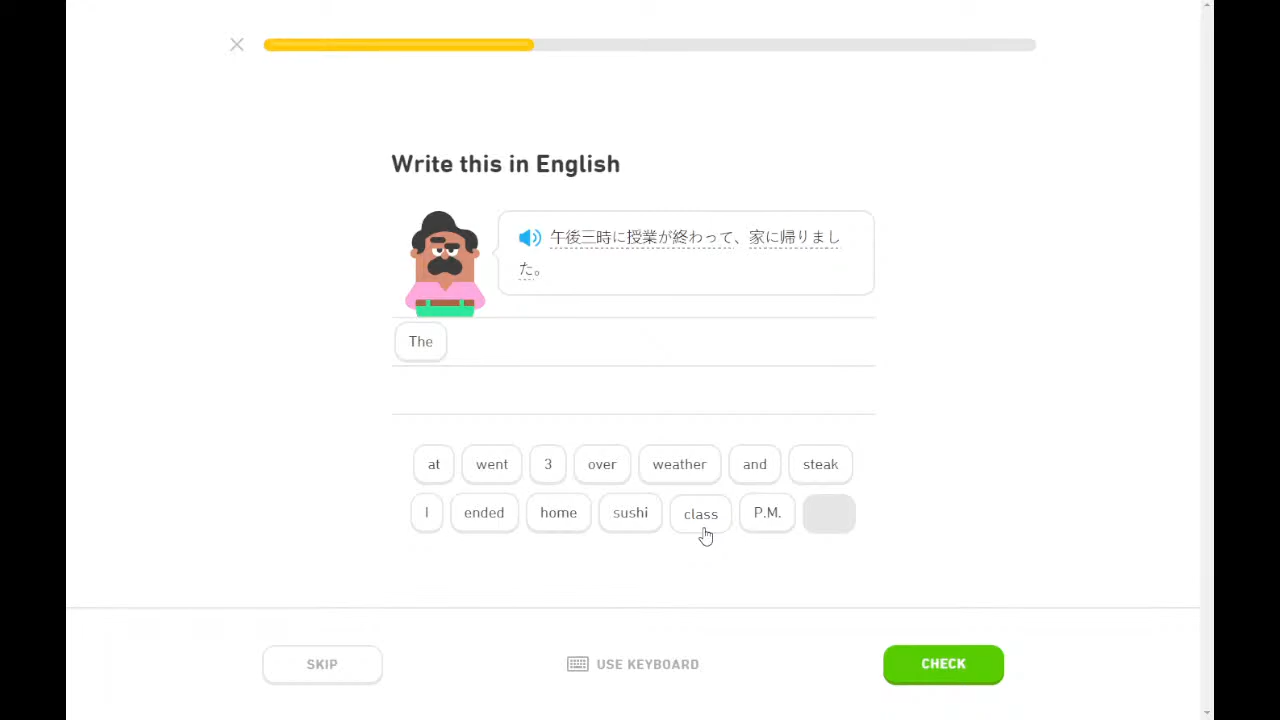 Write this in English
午後三時に授業が終わって、家に帰りまし
た。
The
at went 3 over weather and steak
I ended home sushi class P.M.
SKIP USE KEYBOARD CHECK